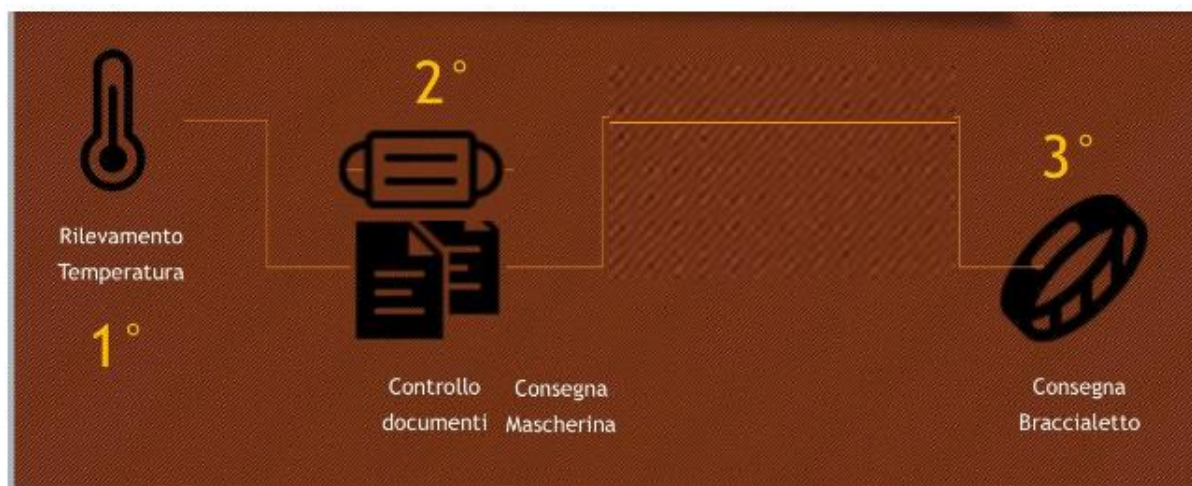 2°
3°
Rilevamento
Temperatura
1°
Controllo
documenti
Consegna
Mascherina
Consegna
Braccialetto